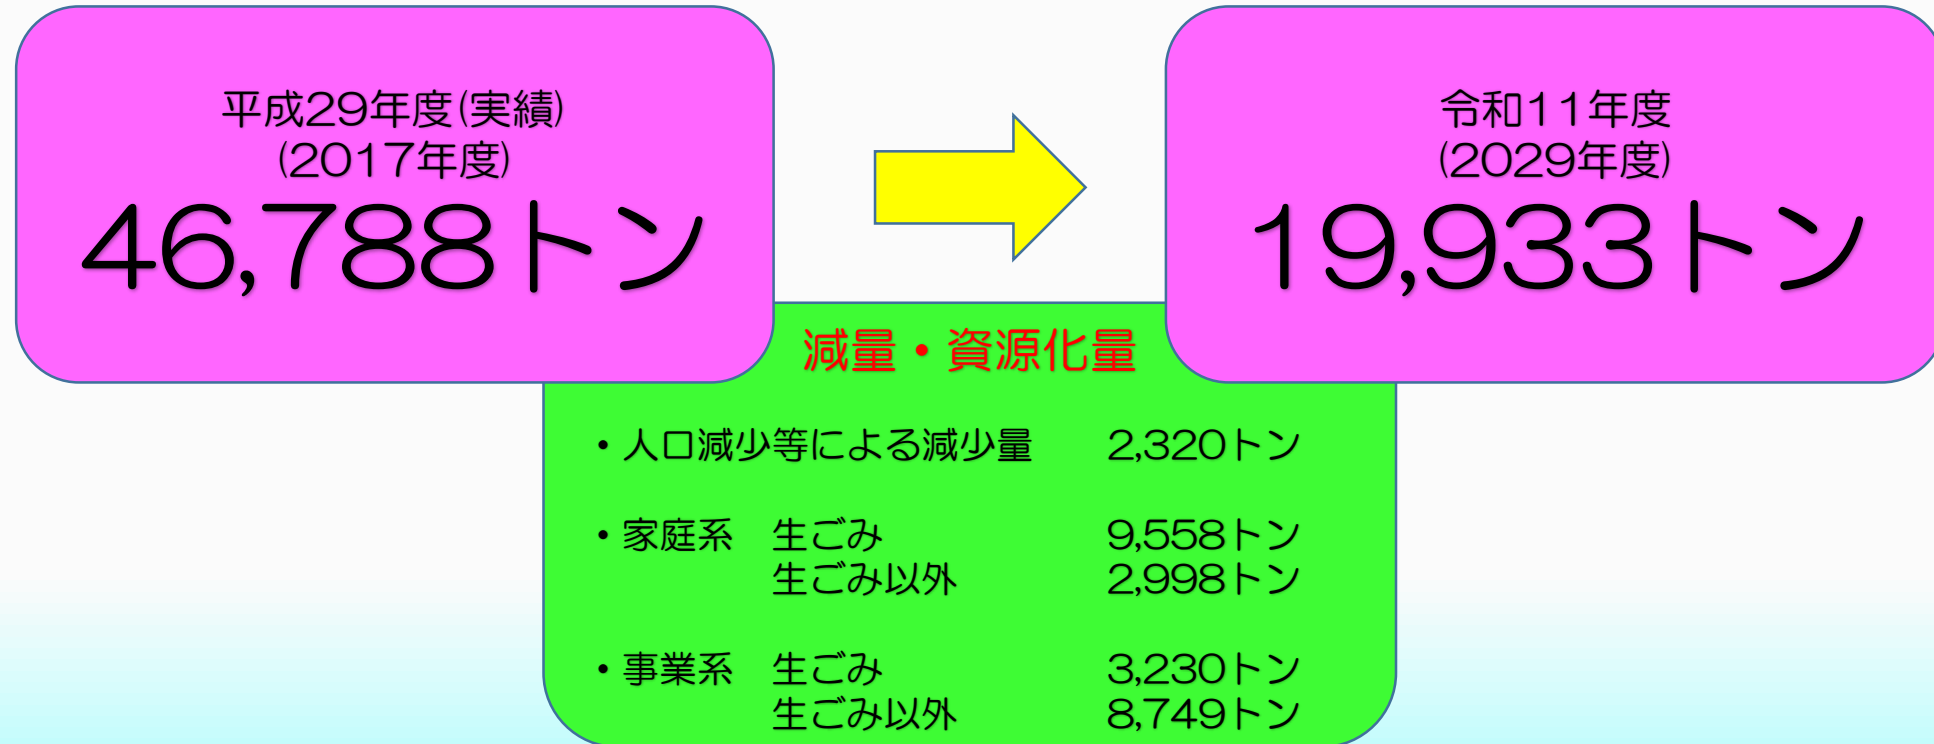 平成29年度(実績)
(2017年度)
46,788トン
令和11年度
(2029年度)
19,933トン
減量・資源化量
・人口減少等による減少量 2,320トン
・家庭系 生ごみ 9,558トン
生ごみ以外 2,998トン
・事業系 生ごみ 3,230トン
生ごみ以外 8,749トン